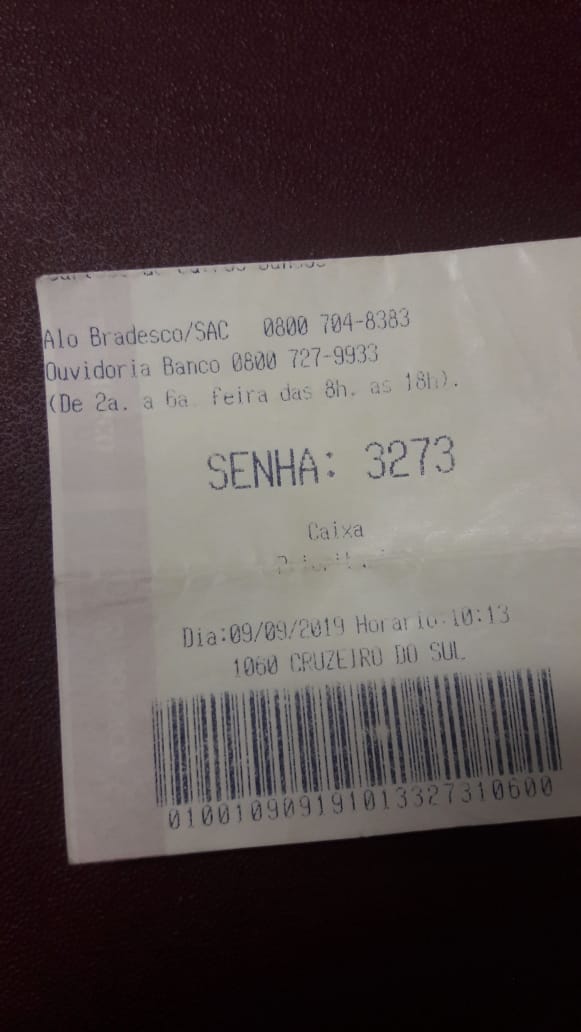 Alo Bradesco/SAC 0800 704-8383
Ouvidoria Banco 0800 727-9933
(De 2a. a 6a. feira das 8h. as 18h).
SENHA: 3273
Caixa
Dia:09/09/2019 Horario:10:13
1060 CRUZEIRO DO SUL
010010909191013327310600